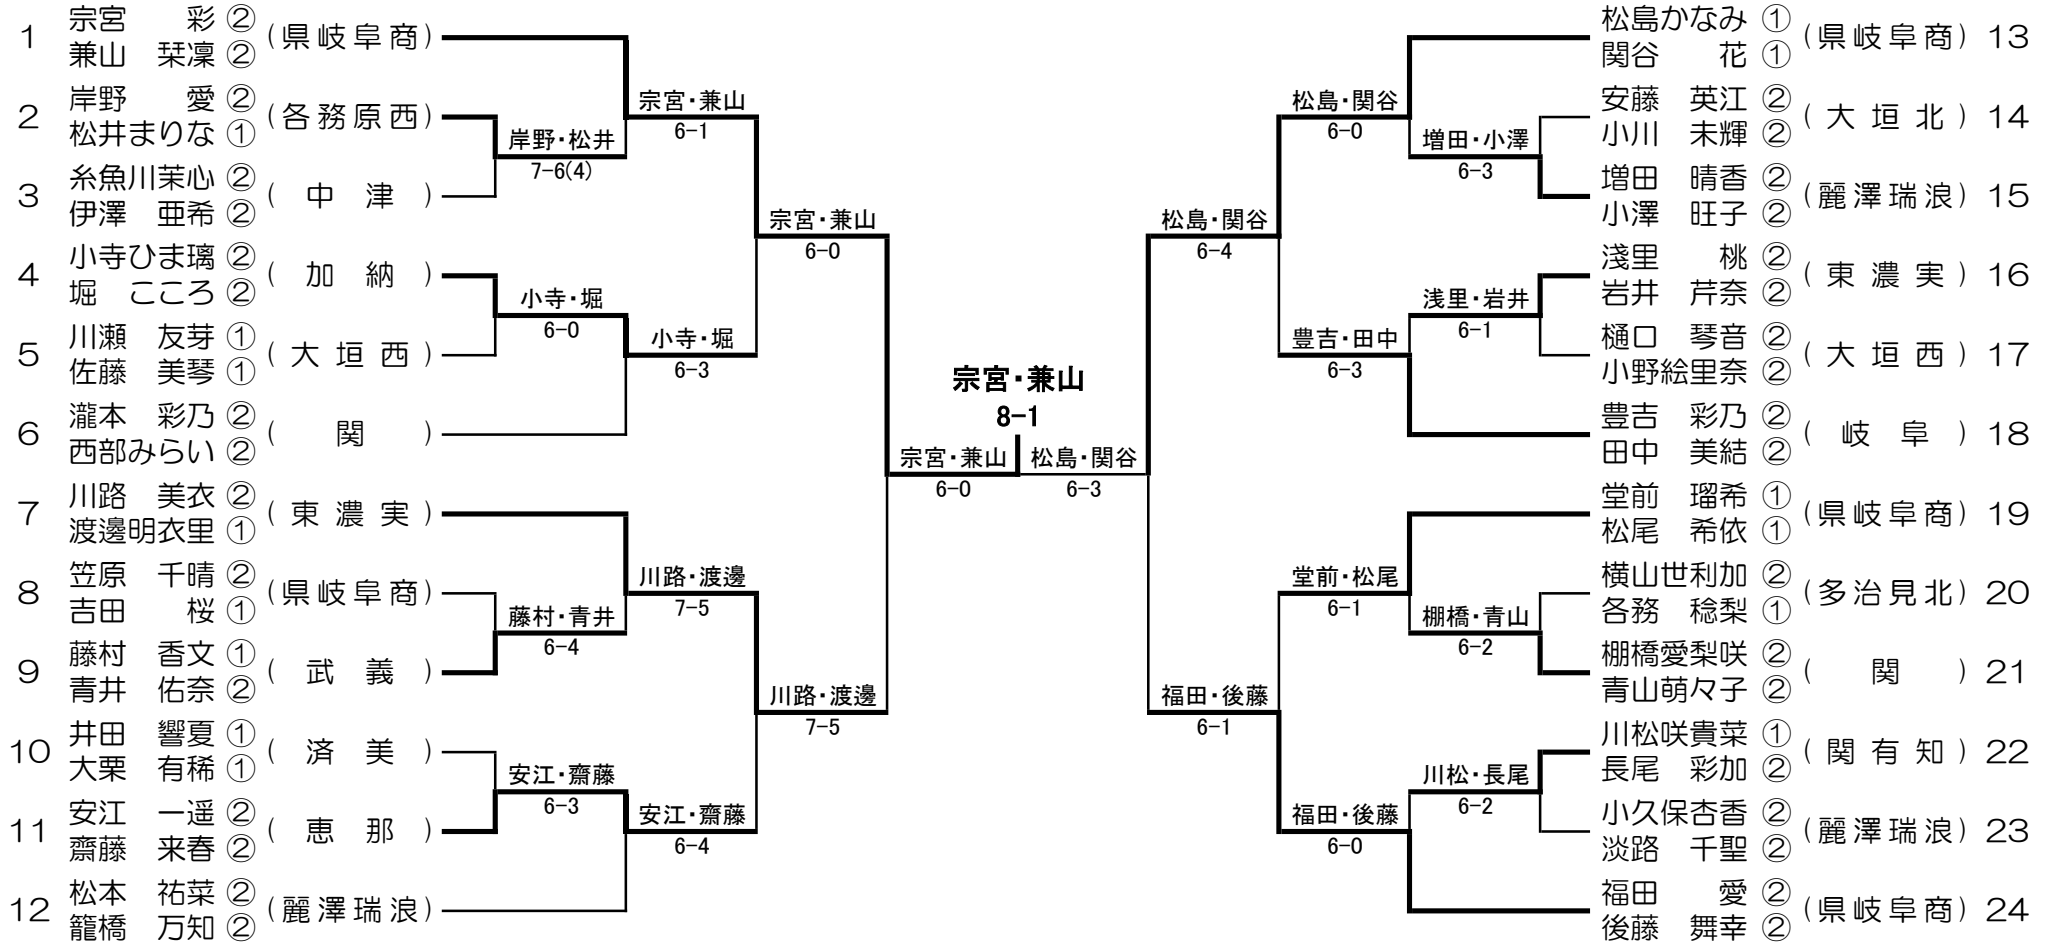 1 宗宮　彩 ② (県岐阜商)
兼山　栞凜 ②
2 岸野　愛 ② (各務原西)
松井まりな ①
3 糸魚川茉心 ② (中津)
伊澤　亜希 ②
4 小寺ひま璃 ② (加納)
堀　こころ ②
5 川瀬　友芽 ① (大垣西)
佐藤　美琴 ①
6 瀧本　彩乃 ② (関)
西部みらい ②
7 川路　美衣 ② (東濃実)
渡邊明衣里 ①
8 笠原　千晴 ② (県岐阜商)
吉田　桜 ①
9 藤村　香文 ① (武義)
青井　佑奈 ②
10 井田　響夏 ① (済美)
大栗　有稀 ①
11 安江　一遥 ② (恵那)
齋藤　来春 ②
12 松本　祐菜 ② (麗澤瑞浪)
籠橋　万知 ②
岸野・松井
7-6(4)
小寺・堀
6-0
藤村・青井
6-4
安江・齋藤
6-3
宗宮・兼山
6-1
小寺・堀
6-3
川路・渡邊
7-5
安江・齋藤
6-4
宗宮・兼山
6-0
川路・渡邊
7-5
宗宮・兼山
6-0
宗宮・兼山
8-1
松島・関谷
6-3
松島・関谷
6-4
福田・後藤
6-1
松島・関谷
6-0
豊吉・田中
6-3
堂前・松尾
6-1
福田・後藤
6-0
増田・小澤
6-3
浅里・岩井
6-1
棚橋・青山
6-2
川松・長尾
6-2
松島かなみ ① (県岐阜商) 13
関谷　花 ①
安藤　英江 ② (大垣北) 14
小川　未輝 ②
増田　晴香 ② (麗澤瑞浪) 15
小澤　旺子 ②
淺里　桃 ② (東濃実) 16
岩井　芹奈 ②
樋口　琴音 ② (大垣西) 17
小野絵里奈 ②
豊吉　彩乃 ② (岐阜) 18
田中　美結 ②
堂前　瑠希 ① (県岐阜商) 19
松尾　希依 ①
横山世利加 ② (多治見北) 20
各務　稔梨 ①
棚橋愛梨咲 ② (関) 21
青山萌々子 ②
川松咲貴菜 ① (関有知) 22
長尾　彩加 ②
小久保杏香 ② (麗澤瑞浪) 23
淡路　千聖 ②
福田　愛 ② (県岐阜商) 24
後藤　舞幸 ②